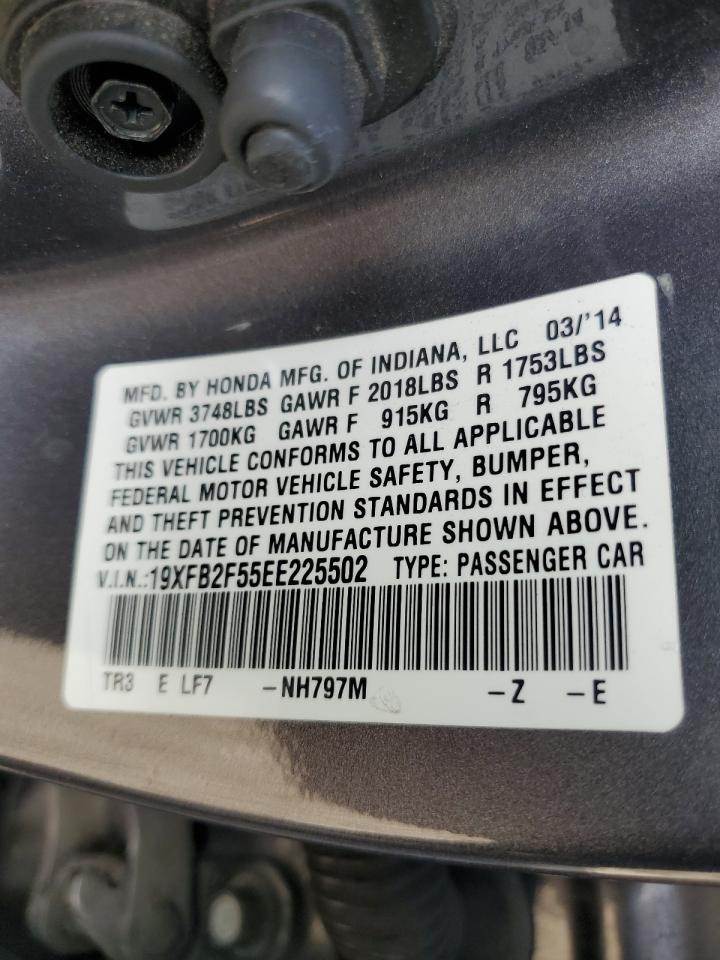 MFD. BY HONDA MFG. OF INDIANA, LLC 03/'14
GVWR 3748LBS GAWR F 2018LBS R 1753LBS
GVWR 1700KG GAWR F 915KG R 795KG
THIS VEHICLE CONFORMS TO ALL APPLICABLE
FEDERAL MOTOR VEHICLE SAFETY, BUMPER,
AND THEFT PREVENTION STANDARDS IN EFFECT
ON THE DATE OF MANUFACTURE SHOWN ABOVE.
V.I.N.:19XFB2F55EE225502 TYPE: PASSENGER CAR
TR3 E LF7 -NH797M -Z -E